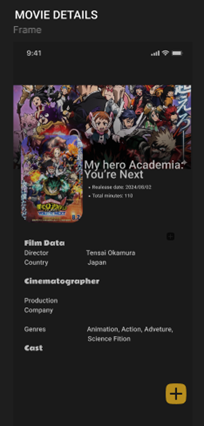 MOVIE DETAILS
Frame
9:41
My hero Academia:
You're Next
• Realease date: 2024/08/02
• Total minutes: 110
Film Data
Director Tensai Okamura
Country Japan
Cinematographer
Production
Company
Genres Animation, Action, Adveture,
Science Fition
Cast